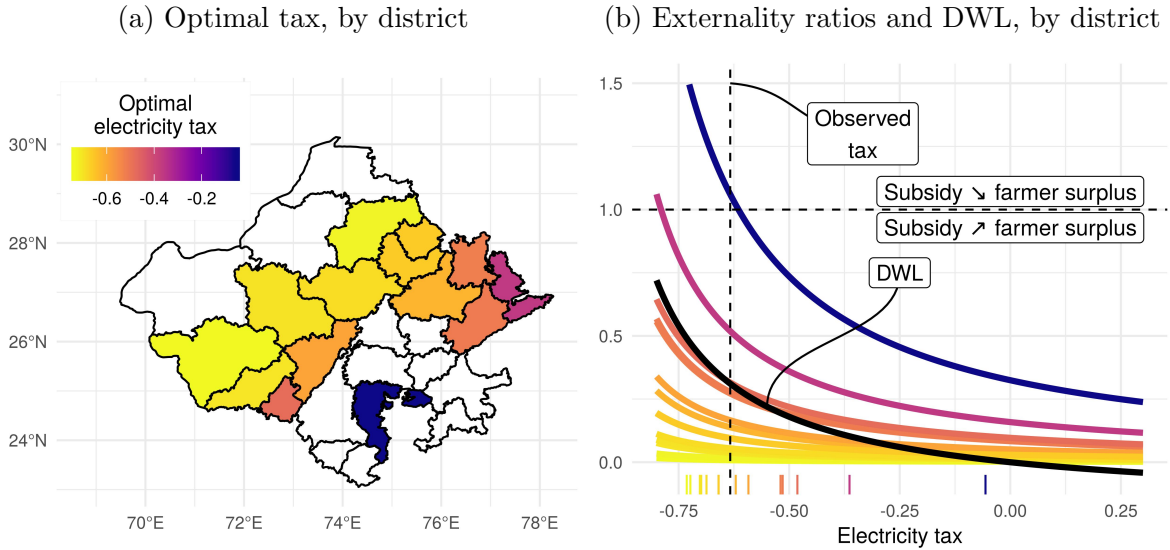 (a) Optimal tax, by district
(b) Externality ratios and DWL, by district
Optimal
electricity tax
−0.6 −0.4 −0.2
30°N
28°N
26°N
24°N
70°E 72°E 74°E 76°E 78°E
1.5
1.0
0.5
0.0
Observed
tax
Subsidy ↘ farmer surplus
Subsidy ↗ farmer surplus
DWL
-0.75 -0.50 -0.25 0.00 0.25
Electricity tax